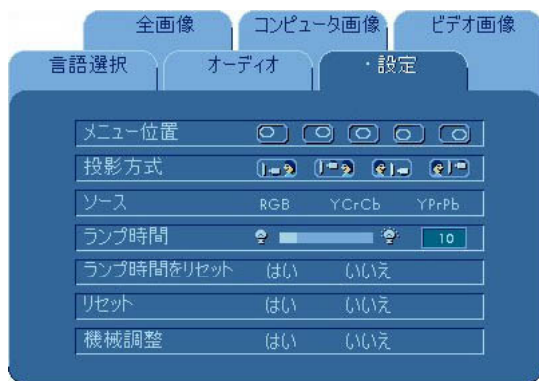 全画像 コンピュータ画像 ビデオ画像
言語選択 オーディオ ・設定
メニュー位置
投影方式
ソース RGB YCrCb YPrPb
ランプ時間 10
ランプ時間をリセット はい いいえ
リセット はい いいえ
機械調整 はい いいえ